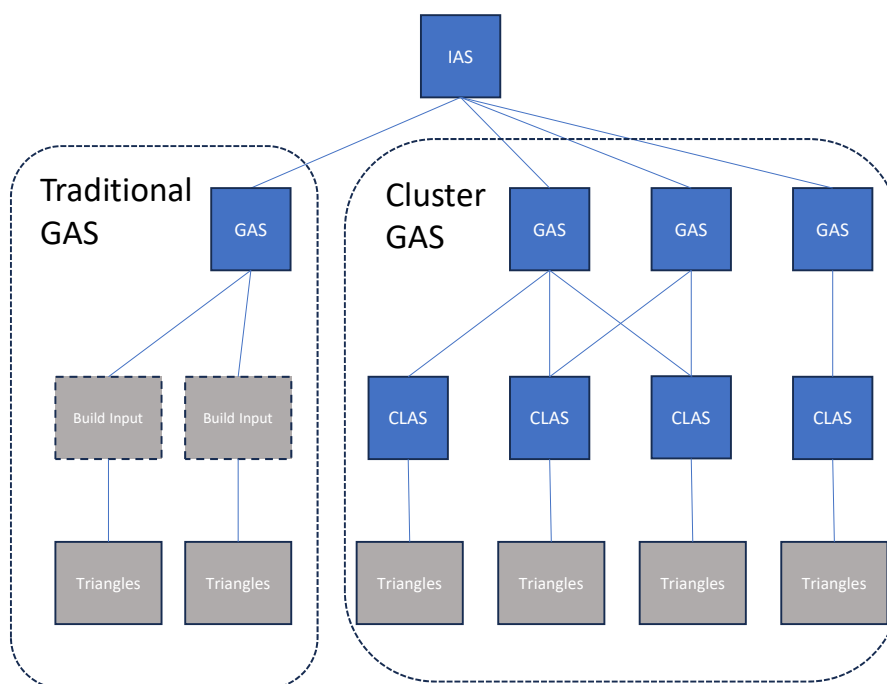 IAS
Traditional
GAS
Cluster
GAS
GAS
GAS
GAS
GAS
Build Input
Build Input
CLAS
CLAS
CLAS
CLAS
Triangles
Triangles
Triangles
Triangles
Triangles
Triangles